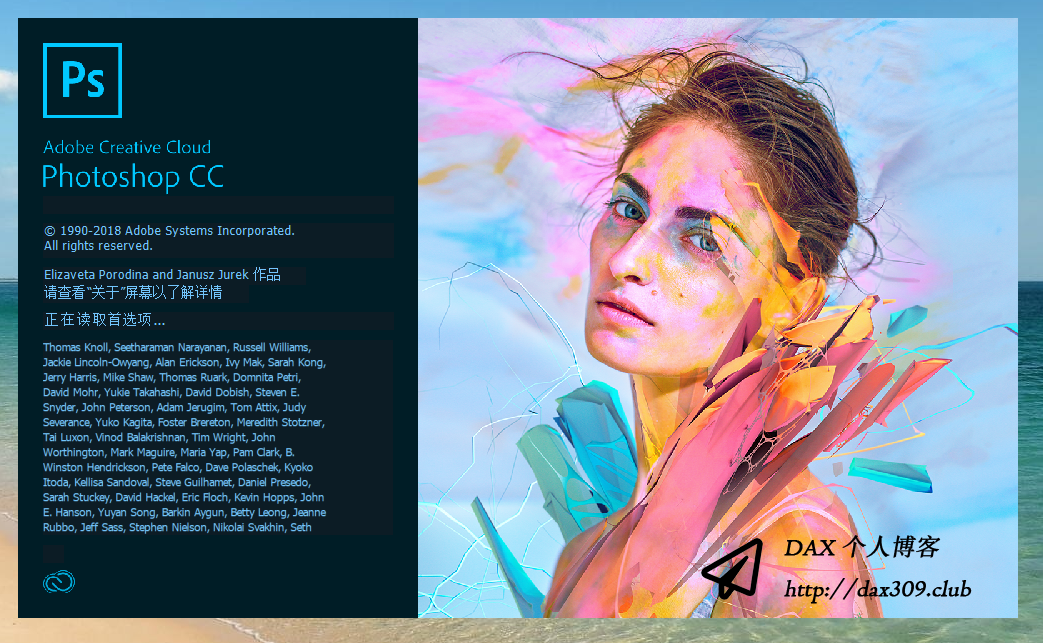 Ps
Adobe Creative Cloud
Photoshop CC
© 1990-2018 Adobe Systems Incorporated.
All rights reserved.
Elizaveta Porodina and Janusz Jurek 作品
请查看“关于”屏幕以了解详情
正在读取首选项...
Thomas Knoll, Seetharaman Narayanan, Russell Williams,
Jackie Lincoln-Owyang, Alan Erickson, Ivy Mak, Sarah Kong,
Jerry Harris, Mike Shaw, Thomas Ruark, Domnita Petri,
David Mohr, Yukie Takahashi, David Dobish, Steven E.
Snyder, John Peterson, Adam Jerugim, Tom Attix, Judy
Severance, Yuko Kagita, Foster Brereton, Meredith Stotzner,
Tai Luxon, Vinod Balakrishnan, Tim Wright, John
Worthington, Mark Maguire, Maria Yap, Pam Clark, B.
Winston Hendrickson, Pete Falco, Dave Polaschek, Kyoko
Itoda, Kellisa Sandoval, Steve Guilhamet, Daniel Presedo,
Sarah Stuckey, David Hackel, Eric Floch, Kevin Hopps, John
E. Hanson, Yuyan Song, Barkin Aygun, Betty Leong, Jeanne
Rubbo, Jeff Sass, Stephen Nielson, Nikolai Svakhin, Seth
DAX 个人博客
http://dax309.club